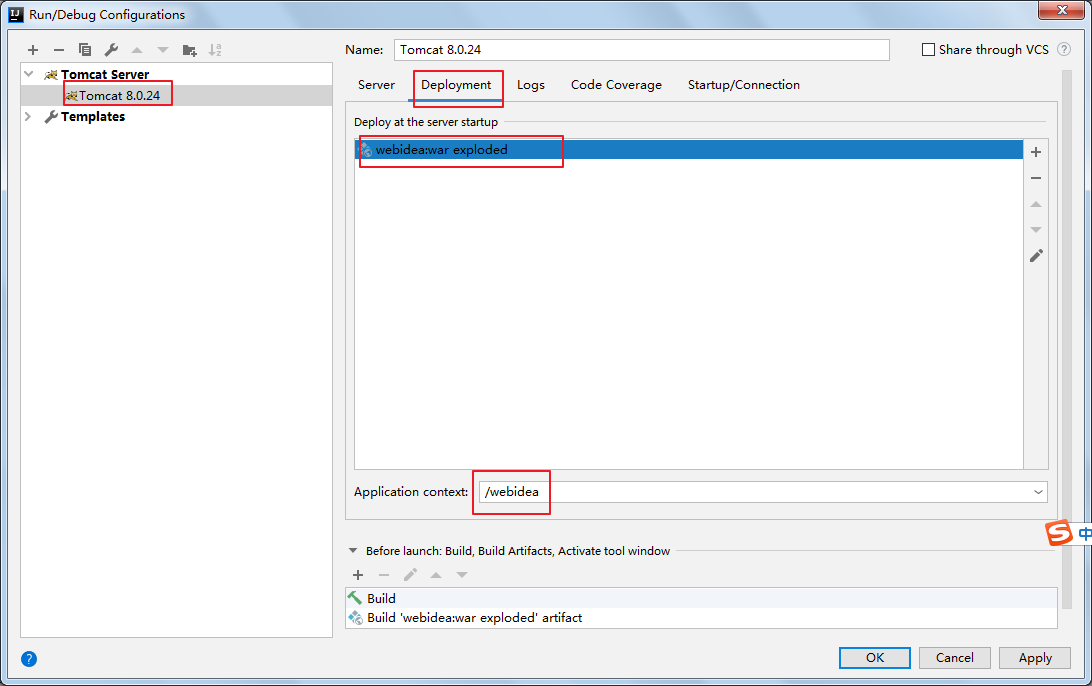 Run/Debug Configurations
Name: Tomcat 8.0.24
Share through VCS ?
Tomcat Server
Tomcat 8.0.24
Templates
Server Deployment Logs Code Coverage Startup/Connection
Deploy at the server startup
webidea:war exploded
Application context: /webidea
S 中
Before launch: Build, Build Artifacts, Activate tool window
Build
Build 'webidea:war exploded' artifact
? OK Cancel Apply